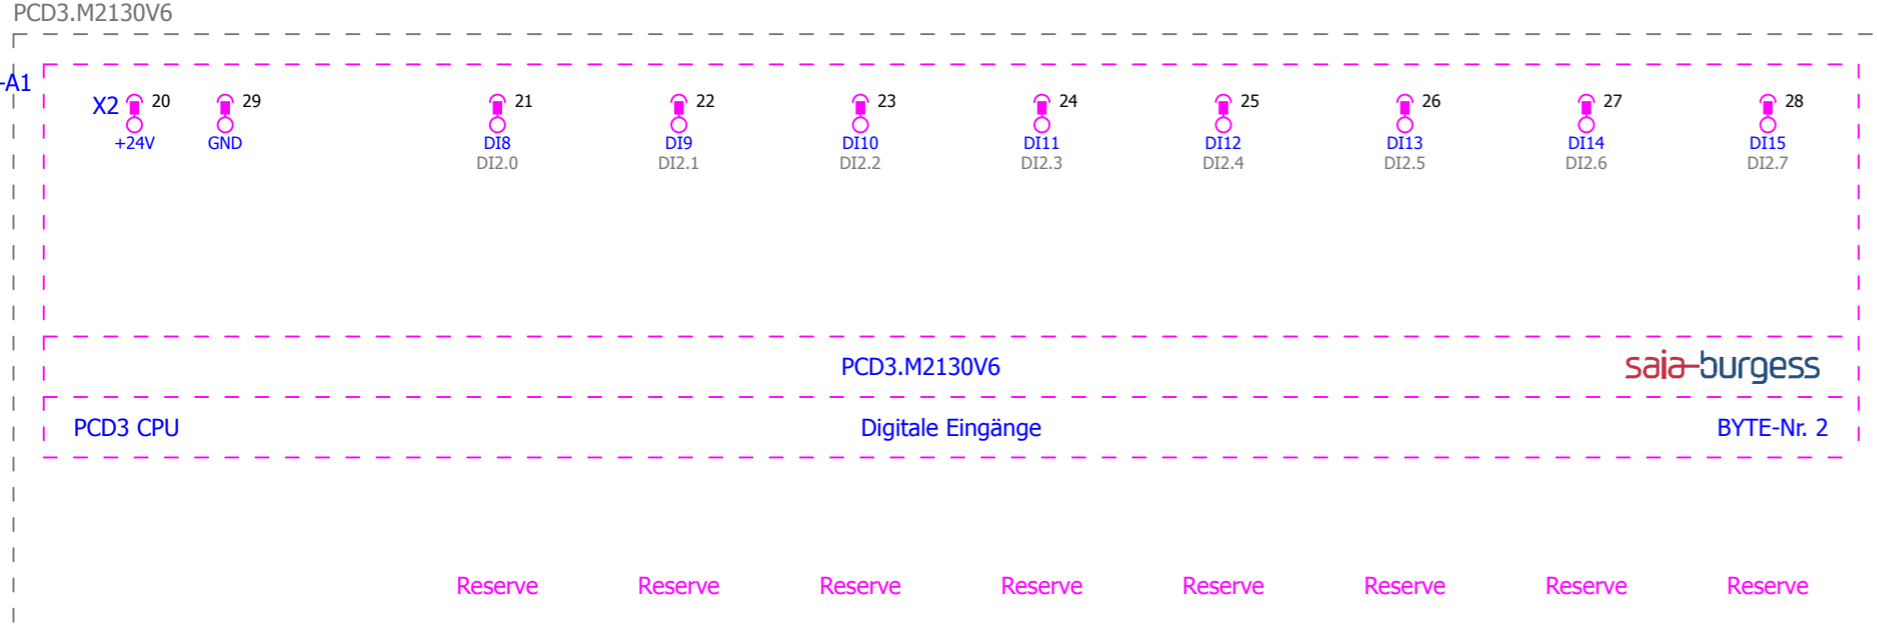 PCD3.M2130V6
-A1
X2 20 29 21 22 23 24 25 26 27 28
+24V GND DI8 DI9 DI10 DI11 DI12 DI13 DI14 DI15
DI2.0 DI2.1 DI2.2 DI2.3 DI2.4 DI2.5 DI2.6 DI2.7
PCD3.M2130V6 saia-burgess
PCD3 CPU Digitale Eingänge BYTE-Nr. 2
Reserve Reserve Reserve Reserve Reserve Reserve Reserve Reserve